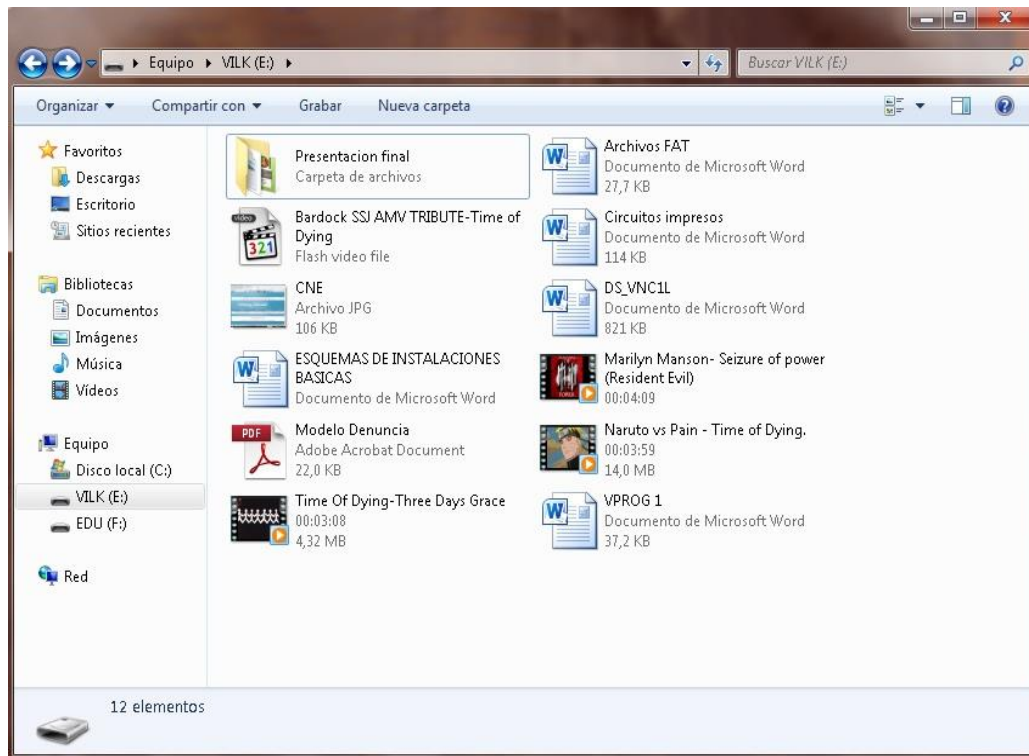 Equipo ▸ VILK (E:) ▸
Buscar VILK (E:)
Organizar
Compartir con
Grabar
Nueva carpeta
Favoritos
Descargas
Escritorio
Sitios recientes
Bibliotecas
Documentos
Imágenes
Música
Vídeos
Equipo
Disco local (C:)
VILK (E:)
EDU (F:)
Red
Presentacion final
Carpeta de archivos
Bardock SSJ AMV TRIBUTE-Time of
Dying
Flash video file
video
321
CNE
Archivo JPG
106 KB
ESQUEMAS DE INSTALACIONES
BASICAS
Documento de Microsoft Word
PDF
Modelo Denuncia
Adobe Acrobat Document
22,0 KB
Time Of Dying-Three Days Grace
00:03:08
4,32 MB
Archivos FAT
Documento de Microsoft Word
27,7 KB
Circuitos impresos
Documento de Microsoft Word
114 KB
DS_VNC1L
Documento de Microsoft Word
821 KB
Marilyn Manson- Seizure of power
(Resident Evil)
00:04:09
Naruto vs Pain - Time of Dying.
00:03:59
14,0 MB
VPROG 1
Documento de Microsoft Word
37,2 KB
12 elementos